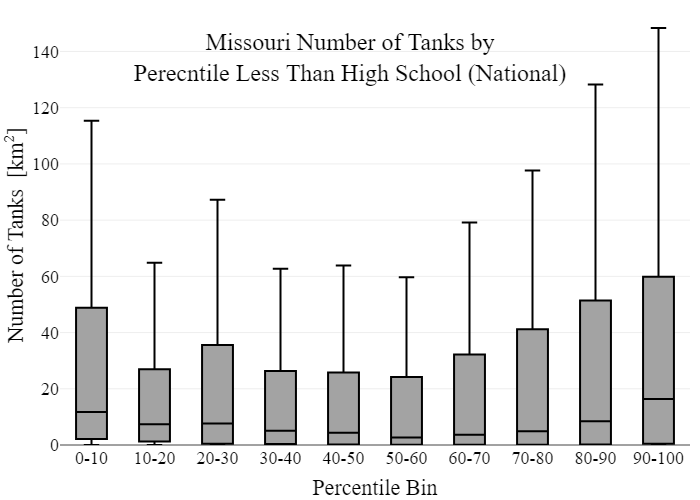 Missouri Number of Tanks by
Perecntile Less Than High School (National)
Number of Tanks [km²]
140
120
100
80
60
40
20
0
0-10 10-20 20-30 30-40 40-50 50-60 60-70 70-80 80-90 90-100
Percentile Bin